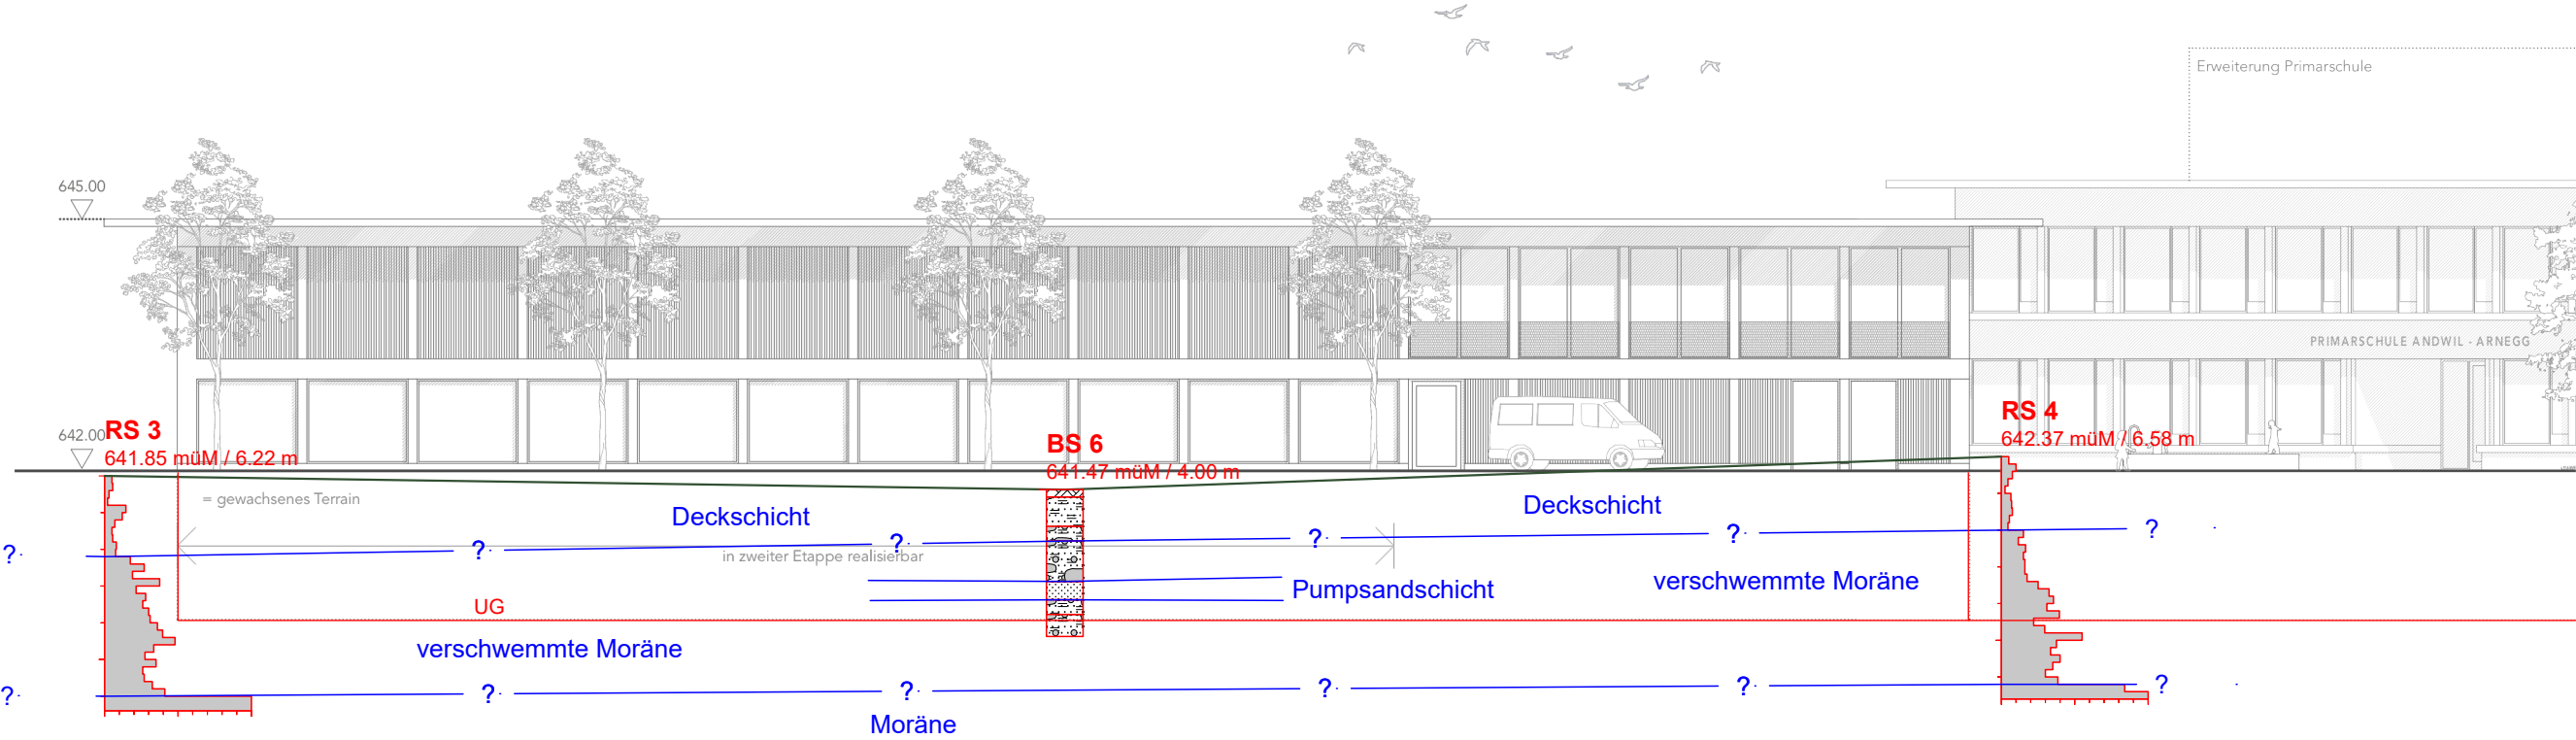 Erweiterung Primarschule
645.00
PRIMARSCHULE ANDWIL - ARNEGG
642.00
RS 3
641.85 müM / 6.22 m
BS 6
641.47 müM / 4.00 m
RS 4
642.37 müM / 6.58 m
= gewachsenes Terrain
Deckschicht
Deckschicht
?
?
?
?
?
?
in zweiter Etappe realisierbar
Pumpsandschicht
verschwemmte Moräne
UG
verschwemmte Moräne
?
?
?
?
?
?
Moräne